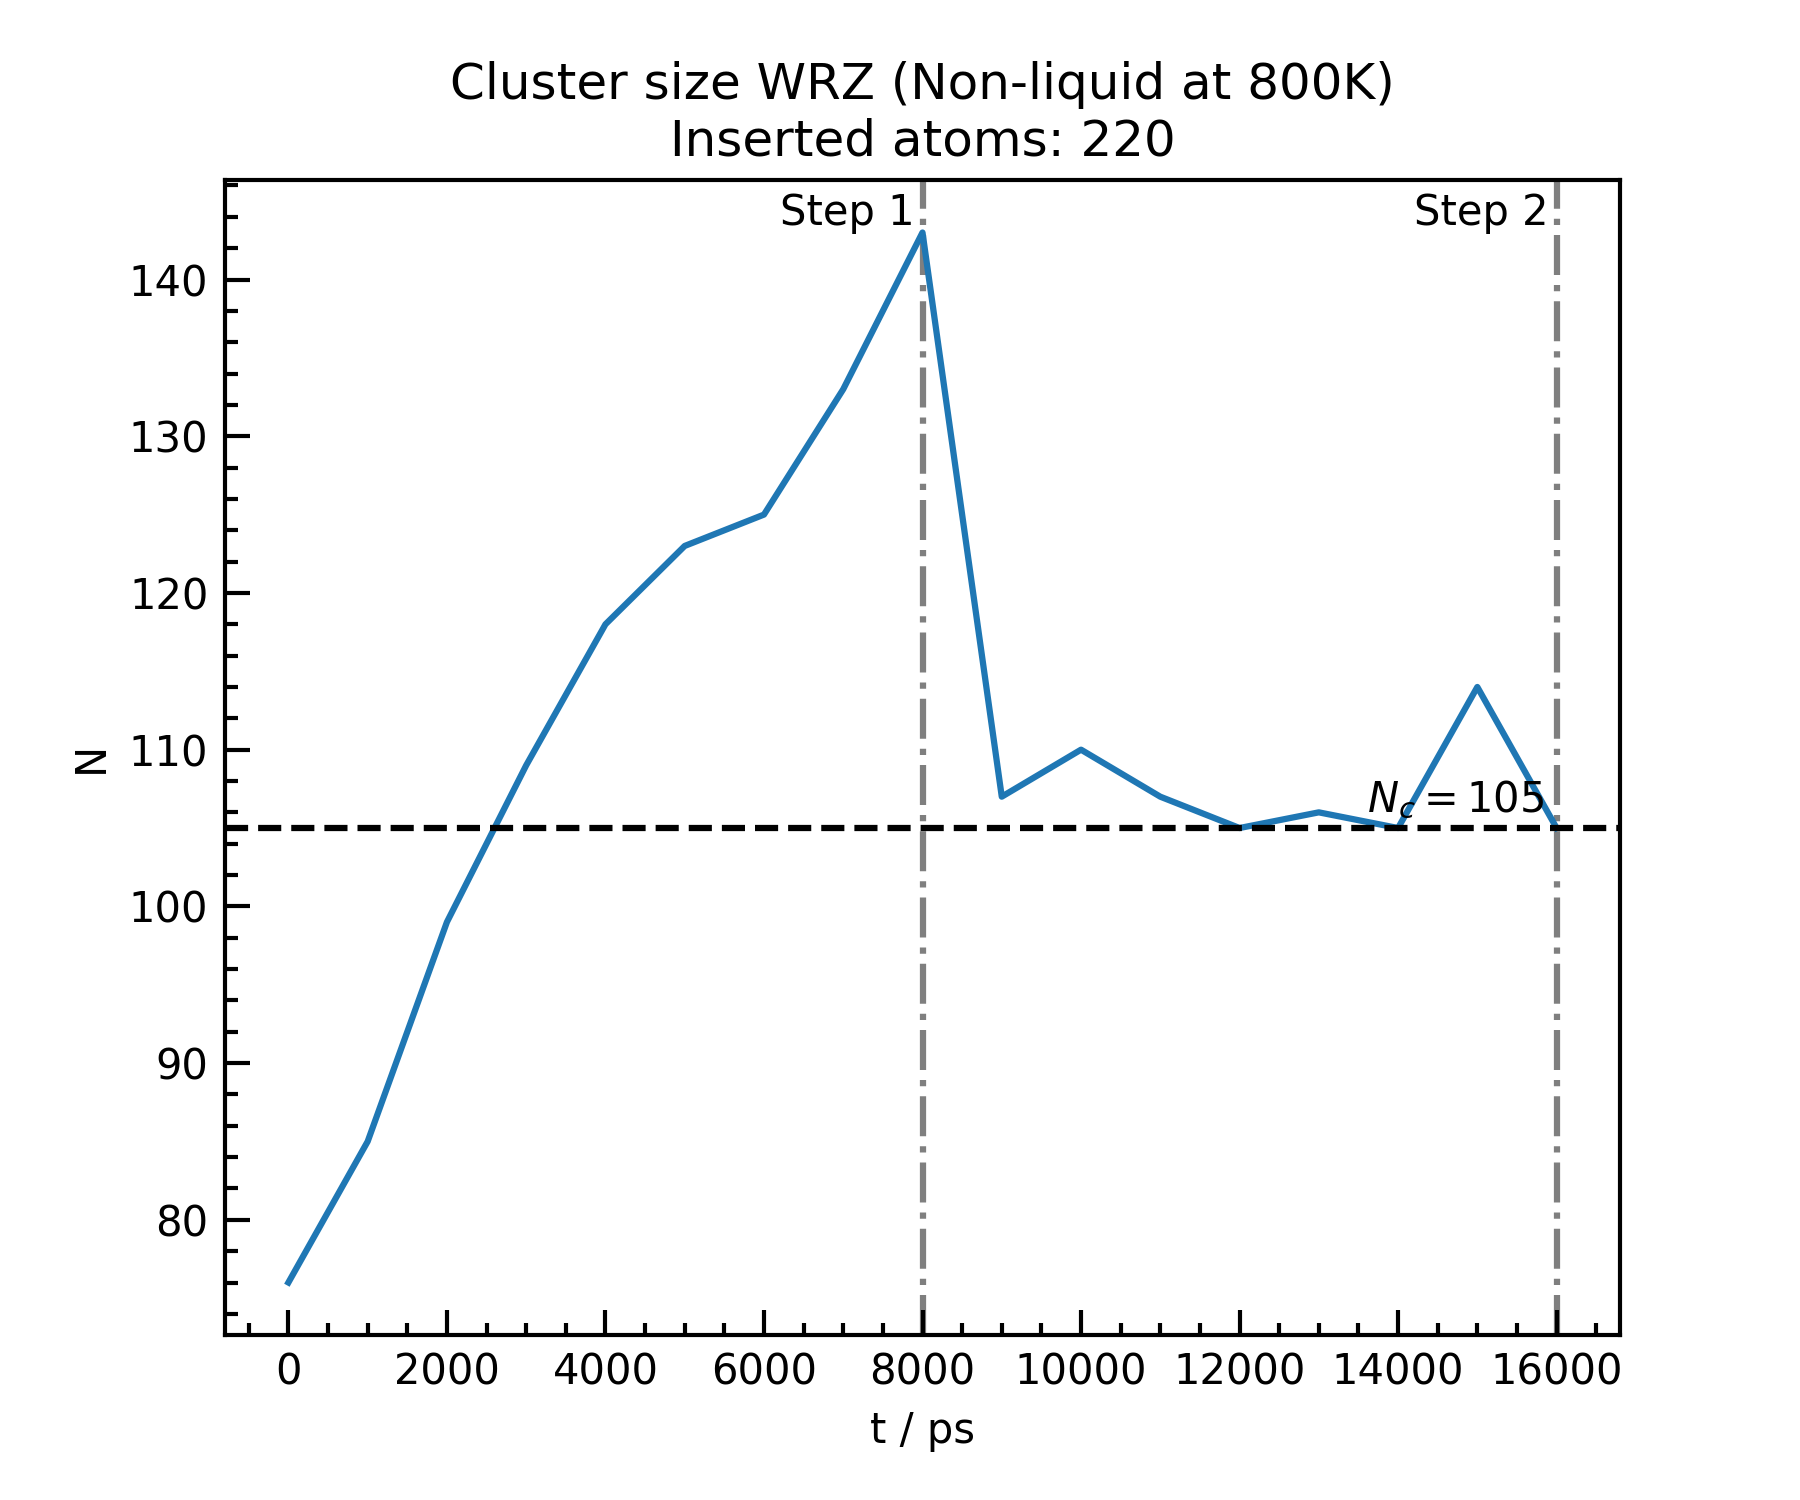 Cluster size WRZ (Non-liquid at 800K)
Inserted atoms: 220
Step 1
Step 2
140
130
120
110
100
90
80
N
N_c = 105
0 2000 4000 6000 8000 10000 12000 14000 16000
t / ps